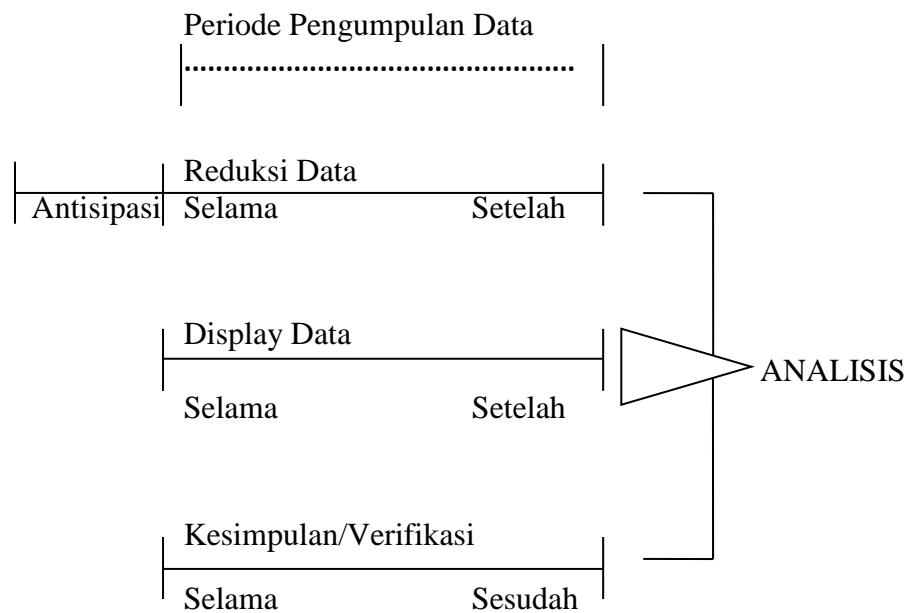 Periode Pengumpulan Data
Reduksi Data
Antisipasi Selama Setelah
Display Data
ANALISIS
Selama Setelah
Kesimpulan/Verifikasi
Selama Sesudah